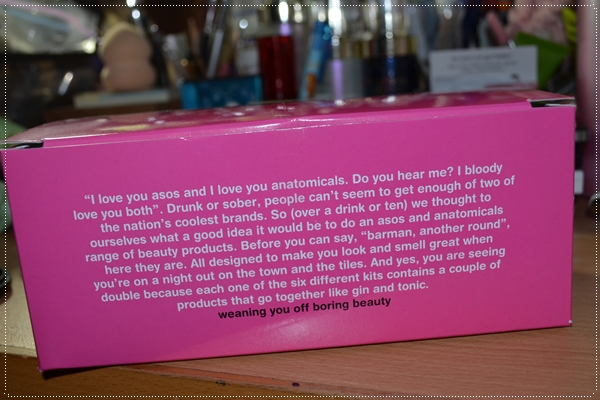 “I love you asos and I love you anatomicals. Do you hear me? I bloody
love you both”. Drunk or sober, people can’t seem to get enough of two of
the nation’s coolest brands. So (over a drink or ten) we thought to
ourselves what a good idea it would be to do an asos and anatomicals
range of beauty products. Before you can say, “barman, another round”,
here they are. All designed to make you look and smell great when
you’re on a night out on the town and the tiles. And yes, you are seeing
double because each one of the six different kits contains a couple of
products that go together like gin and tonic.
weaning you off boring beauty